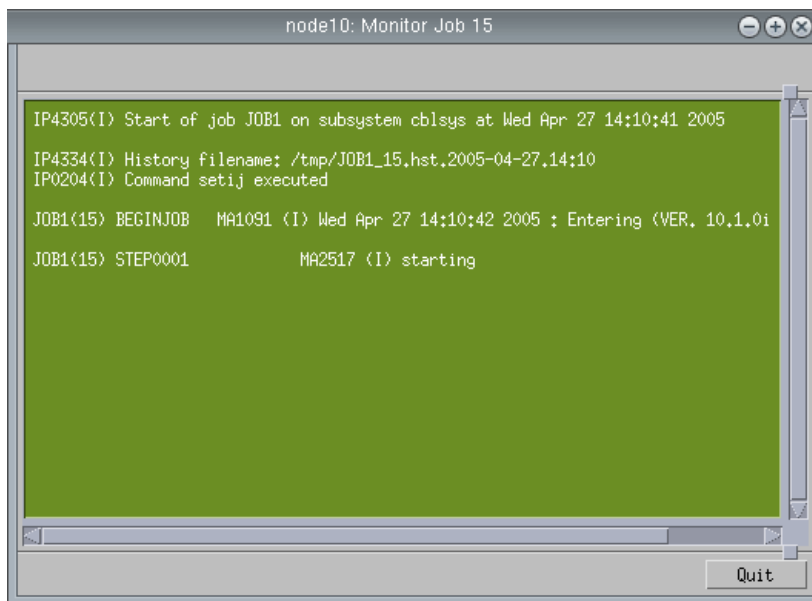 node10: Monitor Job 15
IP4305(I) Start of job JOB1 on subsystem cblsys at Wed Apr 27 14:10:41 2005
IP4334(I) History filename: /tmp/JOB1_15.hst.2005-04-27.14:10
IP0204(I) Command setij executed
JOB1(15) BEGINJOB MA1091 (I) Wed Apr 27 14:10:42 2005 : Entering (VER. 10.1.0i
JOB1(15) STEP0001 MA2517 (I) starting
Quit